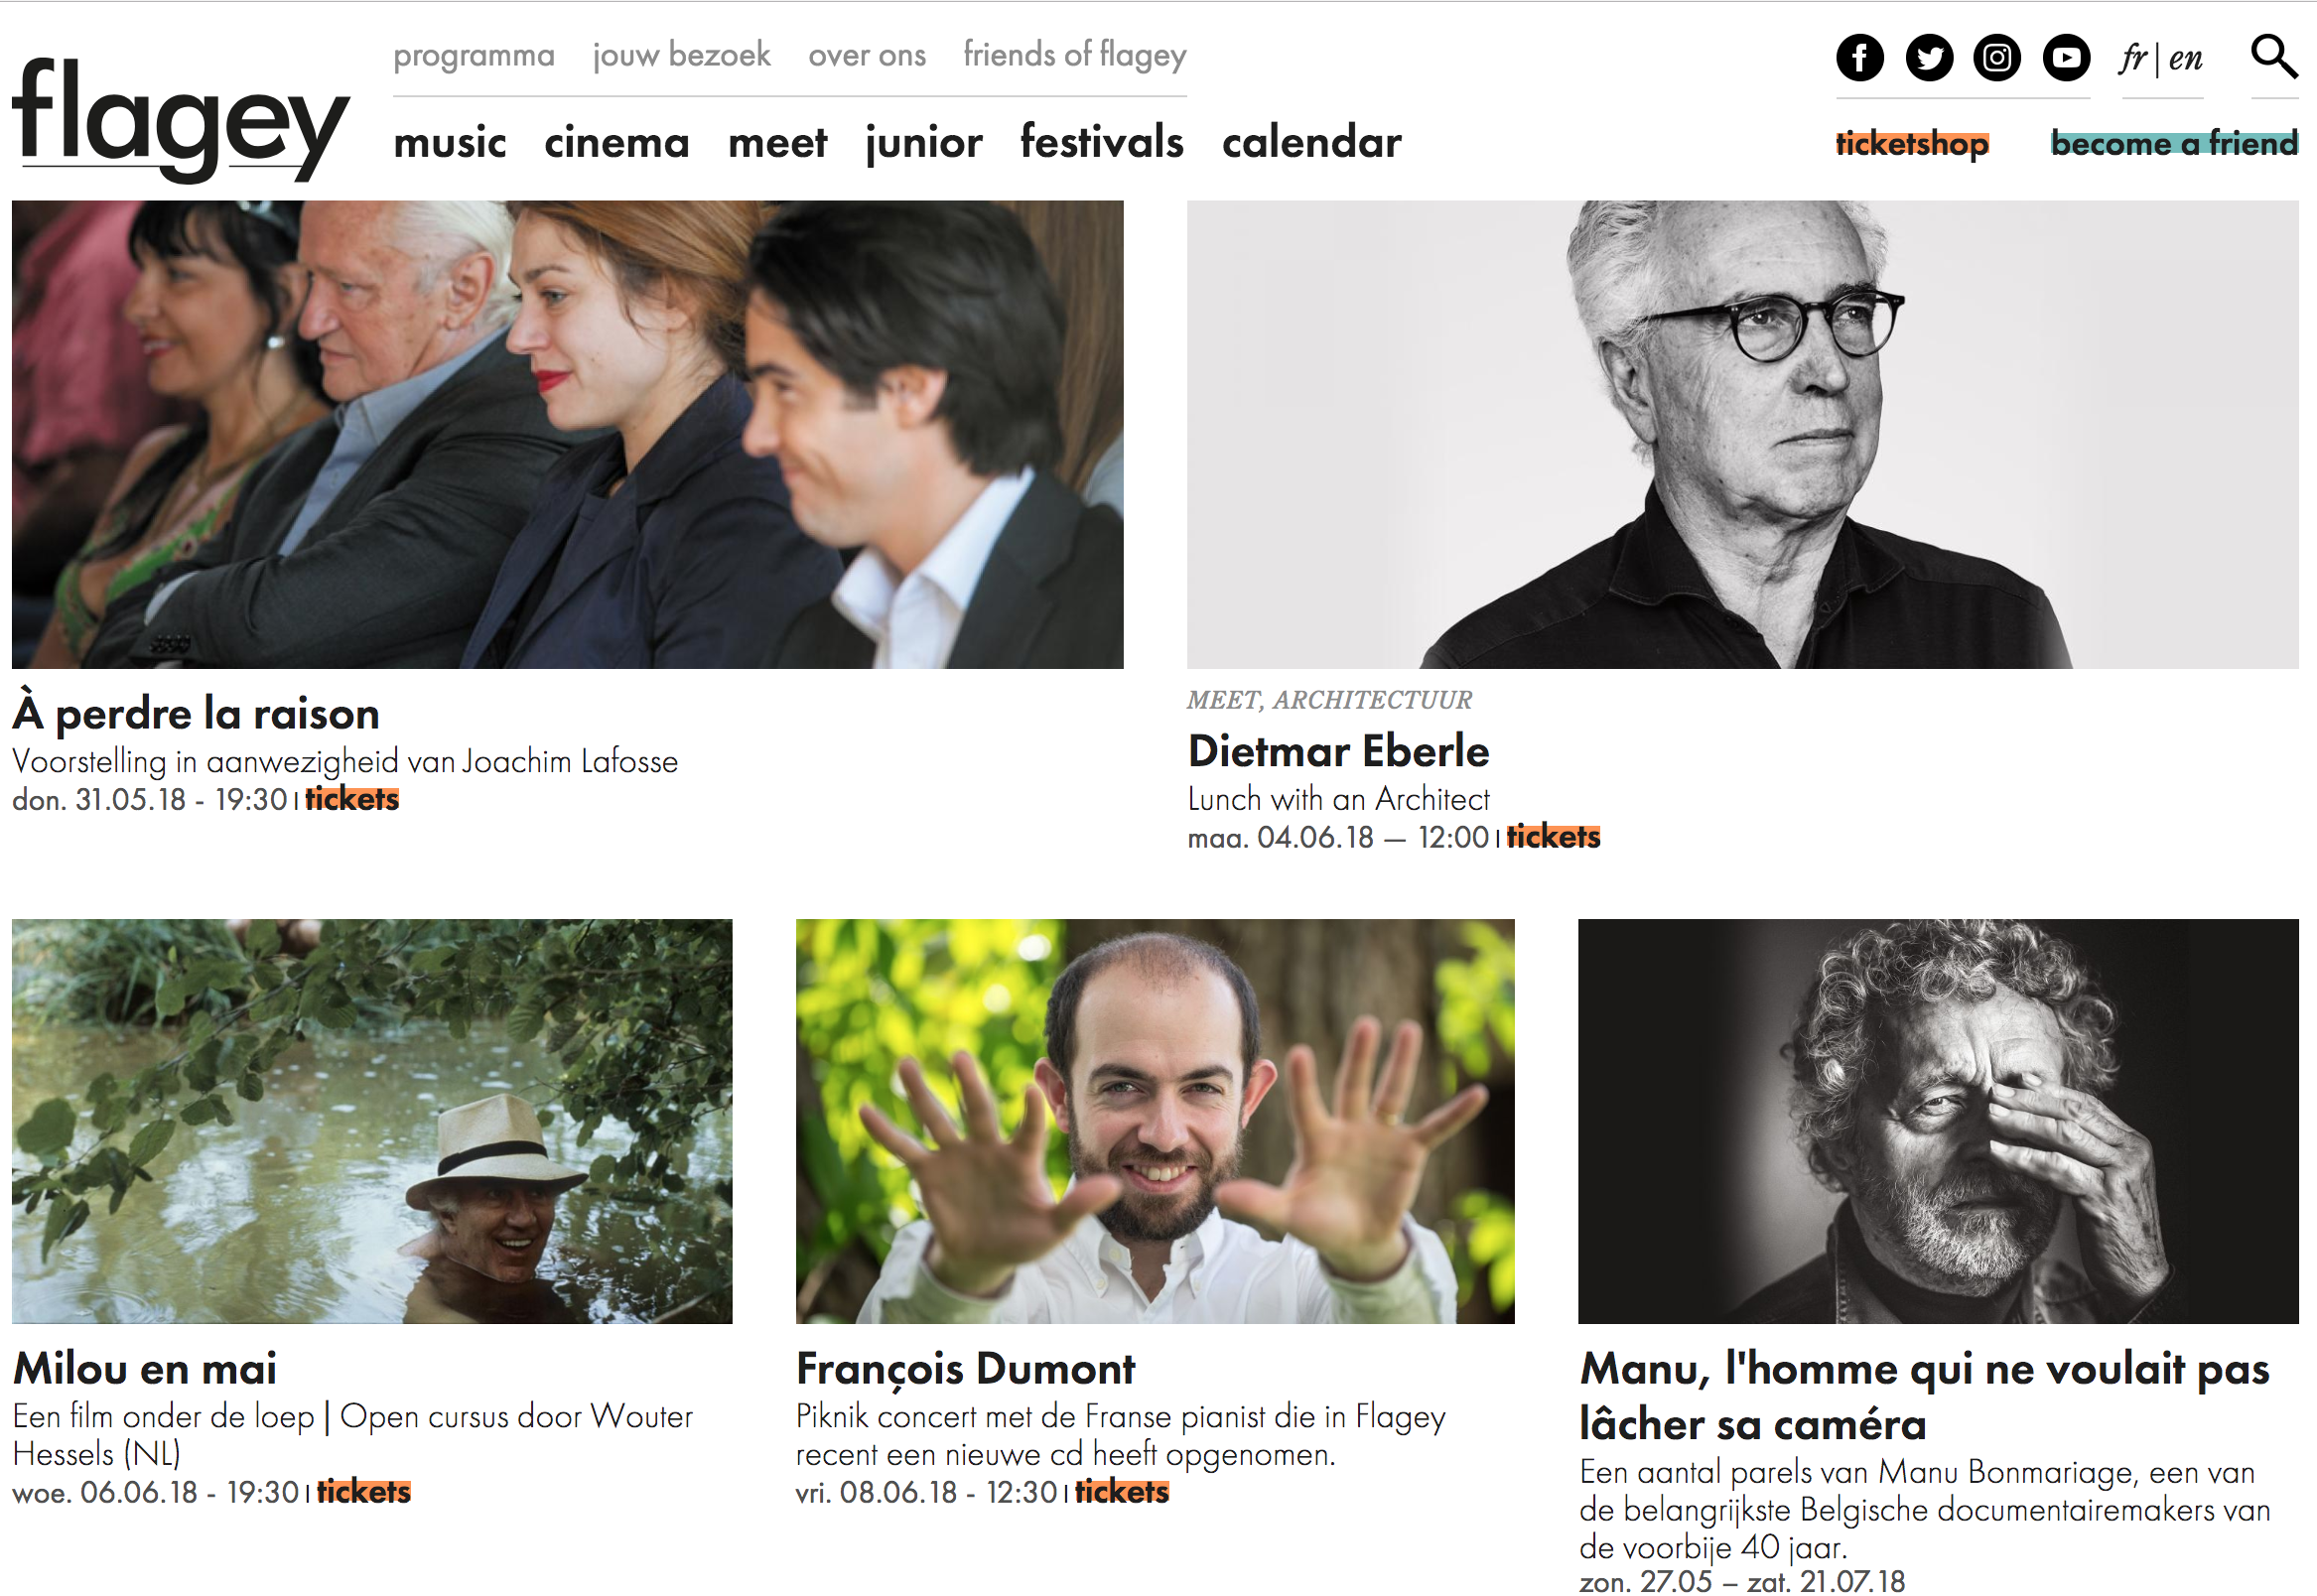 flagey
programma jouw bezoek over ons friends of flagey
fr | en
music cinema meet junior festivals calendar
ticketshop become a friend
À perdre la raison
Voorstelling in aanwezigheid van Joachim Lafosse
don. 31.05.18 - 19:30 | tickets
MEET, ARCHITECTUUR
Dietmar Eberle
Lunch with an Architect
maa. 04.06.18 — 12:00 | tickets
Milou en mai
Een film onder de loep | Open cursus door Wouter
Hessels (NL)
woe. 06.06.18 - 19:30 | tickets
François Dumont
Piknik concert met de Franse pianist die in Flagey
recent een nieuwe cd heeft opgenomen.
vri. 08.06.18 - 12:30 | tickets
Manu, l'homme qui ne voulait pas
lâcher sa caméra
Een aantal parels van Manu Bonmariage, een van
de belangrijkste Belgische documentairemakers van
de voorbije 40 jaar.
zon. 27.05 – zat. 21.07.18